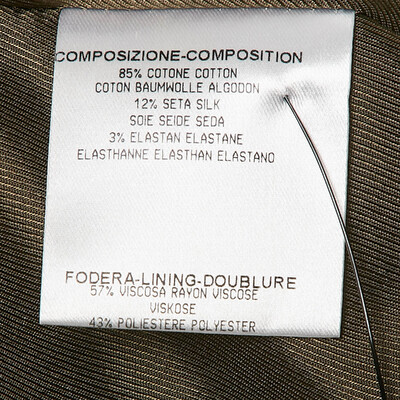 COMPOSIZIONE-COMPOSITION
85% COTONE COTTON
COTON BAUMWOLLE ALGODON
12% SETA SILK
SOIE SEIDE SEDA
3% ELASTAN ELASTANE
ELASTHANNE ELASTHAN ELASTANO
FODERA-LINING-DOUBLURE
57% VISCOSA RAYON VISCOSE
VISKOSE
43% POLIESTERE POLYESTER